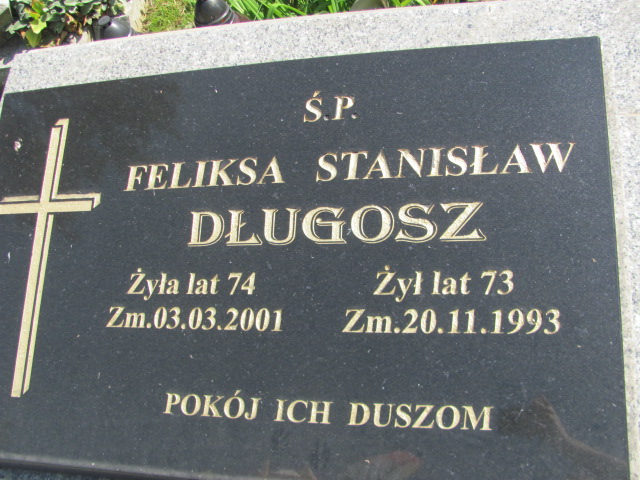 Ś.P.
FELIKSA STANISŁAW
DŁUGOSZ
Żyła lat 74 Żył lat 73
Zm.03.03.2001 Zm.20.11.1993
POKÓJ ICH DUSZOM